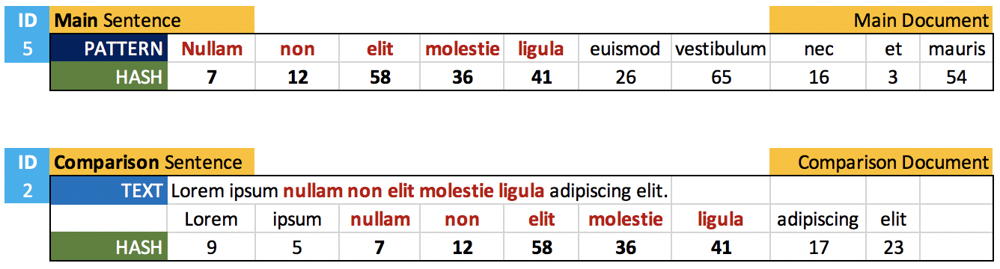 ID Main Sentence Main Document
5 PATTERN Nullam non elit molestie ligula euismod vestibulum nec et mauris
HASH 7 12 58 36 41 26 65 16 3 54
ID Comparison Sentence Comparison Document
2 TEXT Lorem ipsum nullam non elit molestie ligula adipiscing elit.
Lorem ipsum nullam non elit molestie ligula adipiscing elit
HASH 9 5 7 12 58 36 41 17 23